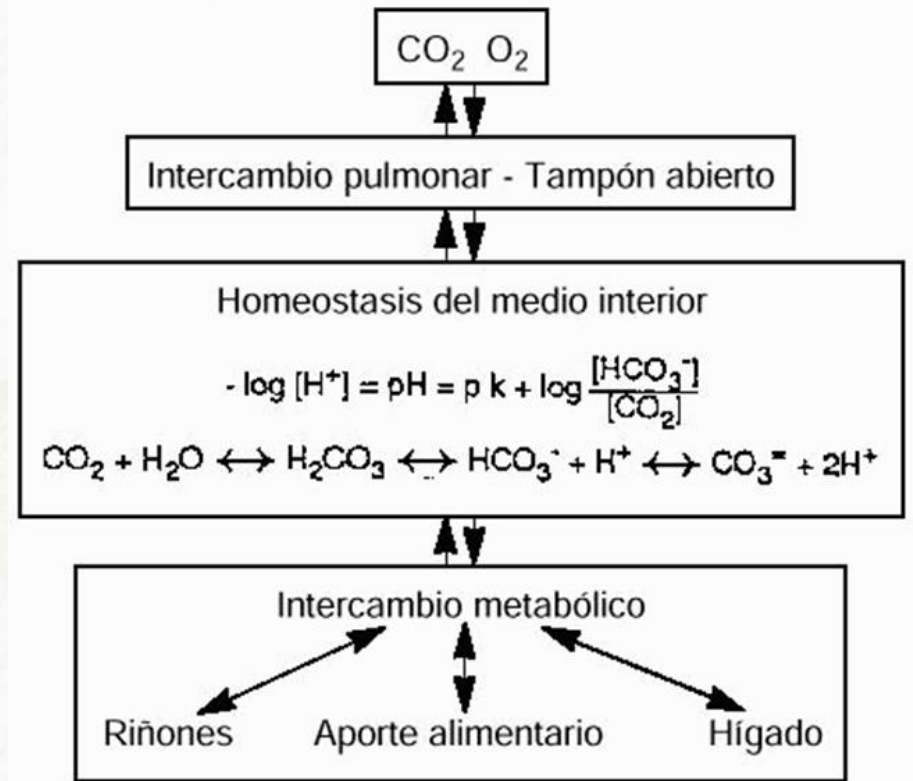 CO₂ O₂
Intercambio pulmonar - Tampón abierto
Homeostasis del medio interior
- log [H⁺] = pH = p k + log [HCO₃⁻] / [CO₂]
CO₂ + H₂O ↔ H₂CO₃ ↔ HCO₃⁻ + H⁺ ↔ CO₃⁼ + 2H⁺
Intercambio metabólico
Riñones Aporte alimentario Hígado